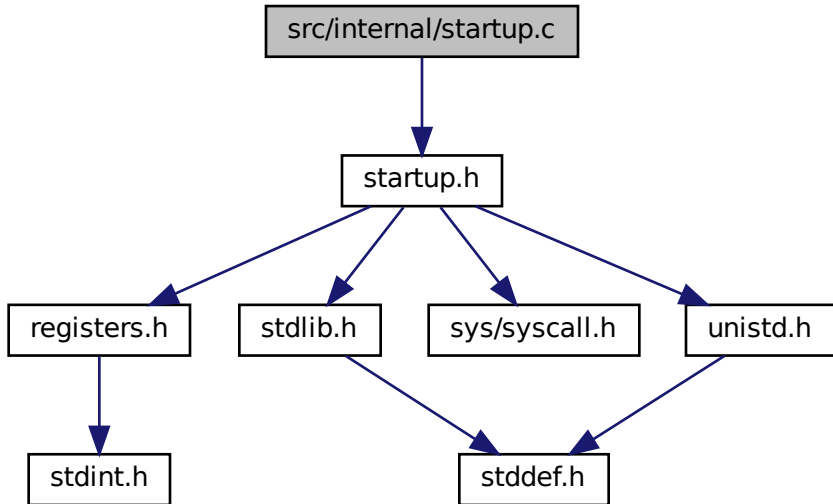 src/internal/startup.c
startup.h
registers.h
stdlib.h
sys/syscall.h
unistd.h
stdint.h
stddef.h